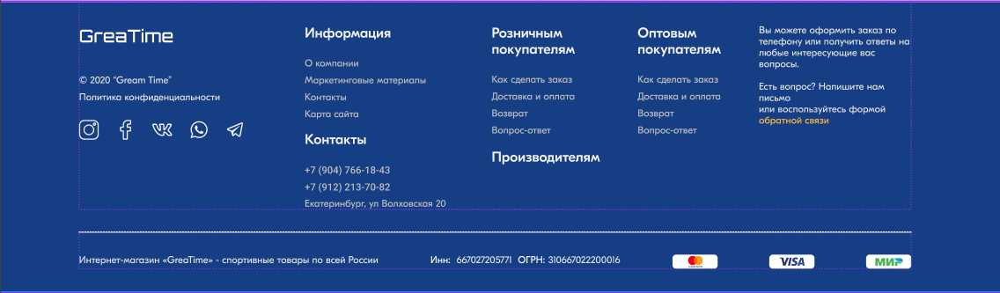 GreaTime
© 2020 “Gream Time”
Политика конфиденциальности
Информация
О компании
Маркетинговые материалы
Контакты
Карта сайта
Контакты
+7 (904) 766-18-43
+7 (912) 213-70-82
Екатеринбург, ул Волховская 20
Розничным
покупателям
Как сделать заказ
Доставка и оплата
Возврат
Вопрос-ответ
Производителям
Оптовым
покупателям
Как сделать заказ
Доставка и оплата
Возврат
Вопрос-ответ
Вы можете оформить заказ по
телефону или получить ответы на
любые интересующие вас
вопросы.
Есть вопрос? Напишите нам
письмо
или воспользуйтесь формой
обратной связи
Интернет-магазин «GreaTime» - спортивные товары по всей России
Инн: 667027205771 ОГРН: 310667022200016
VISA
МИР